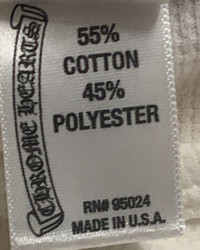 CHROME HEARTS
55%
COTTON
45%
POLYESTER
RN# 95024
MADE IN U.S.A.